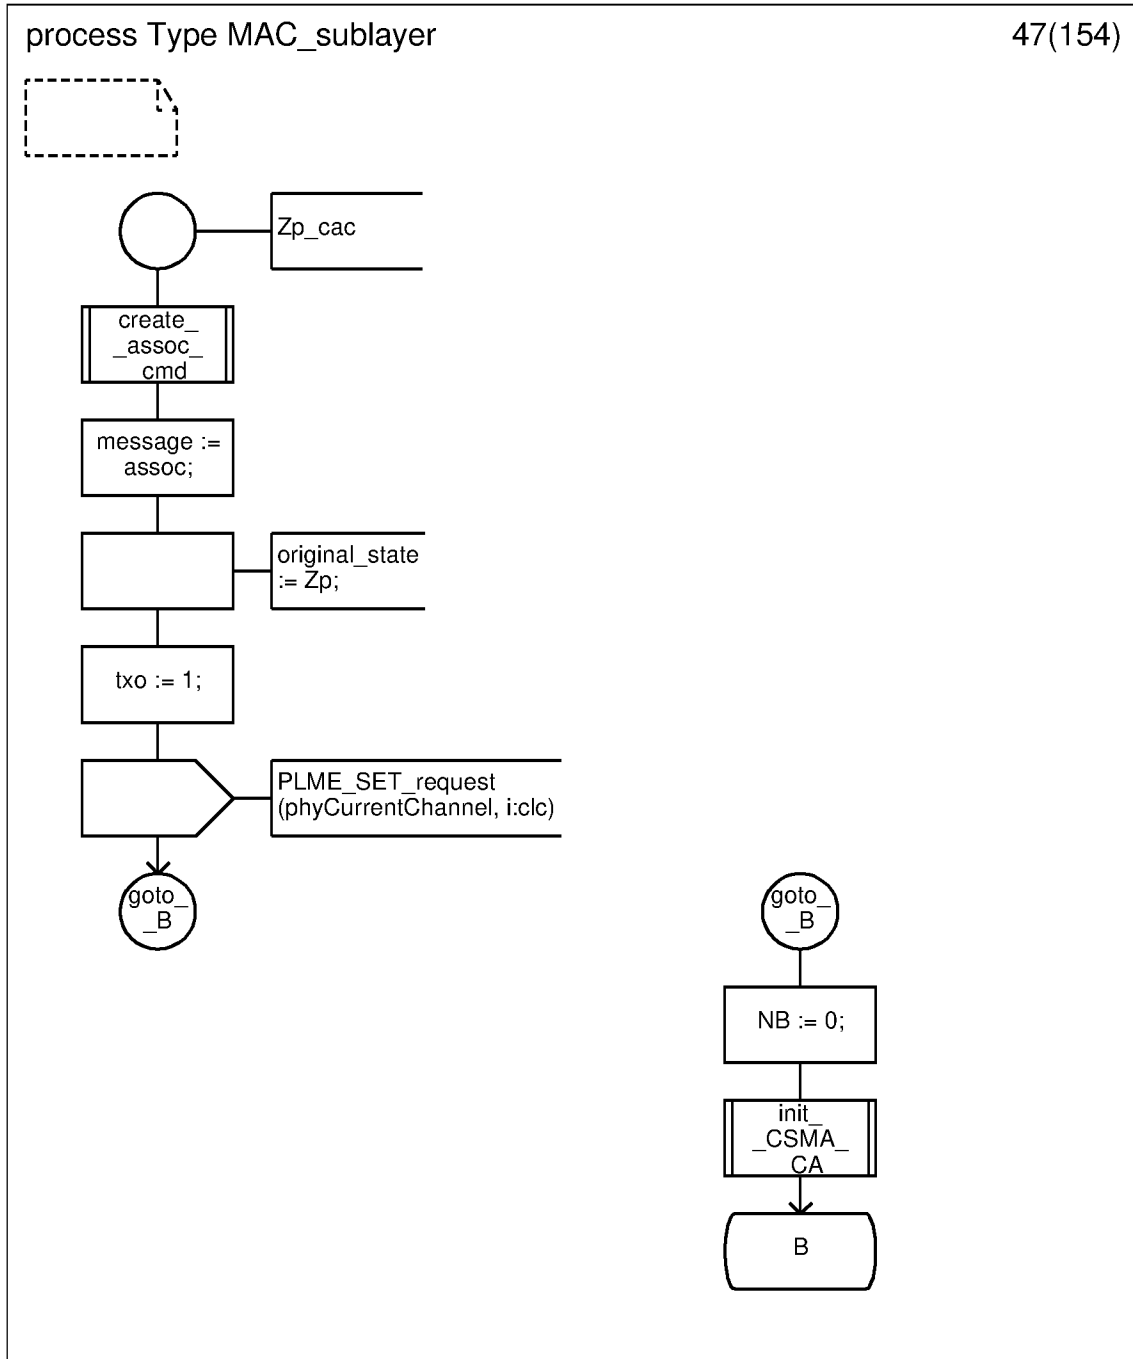 process Type MAC_sublayer
47(154)
Zp_cac
create_
_assoc_
cmd
message :=
assoc;
original_state
:= Zp;
txo := 1;
PLME_SET_request
(phyCurrentChannel, i:clc)
goto_
_B
goto_
_B
NB := 0;
init_
_CSMA_
CA
B